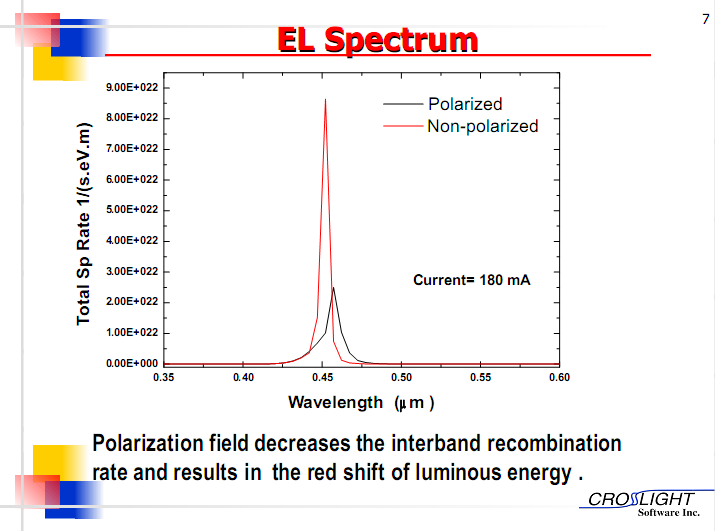 7
EL Spectrum
9.00E+022
8.00E+022
7.00E+022
6.00E+022
5.00E+022
4.00E+022
3.00E+022
2.00E+022
1.00E+022
0.00E+000
Total Sp Rate 1/(s.eV.m)
Polarized
Non-polarized
Current= 180 mA
0.35 0.40 0.45 0.50 0.55 0.60
Wavelength (μm)
Polarization field decreases the interband recombination
rate and results in the red shift of luminous energy .
CROSSLIGHT
Software Inc.